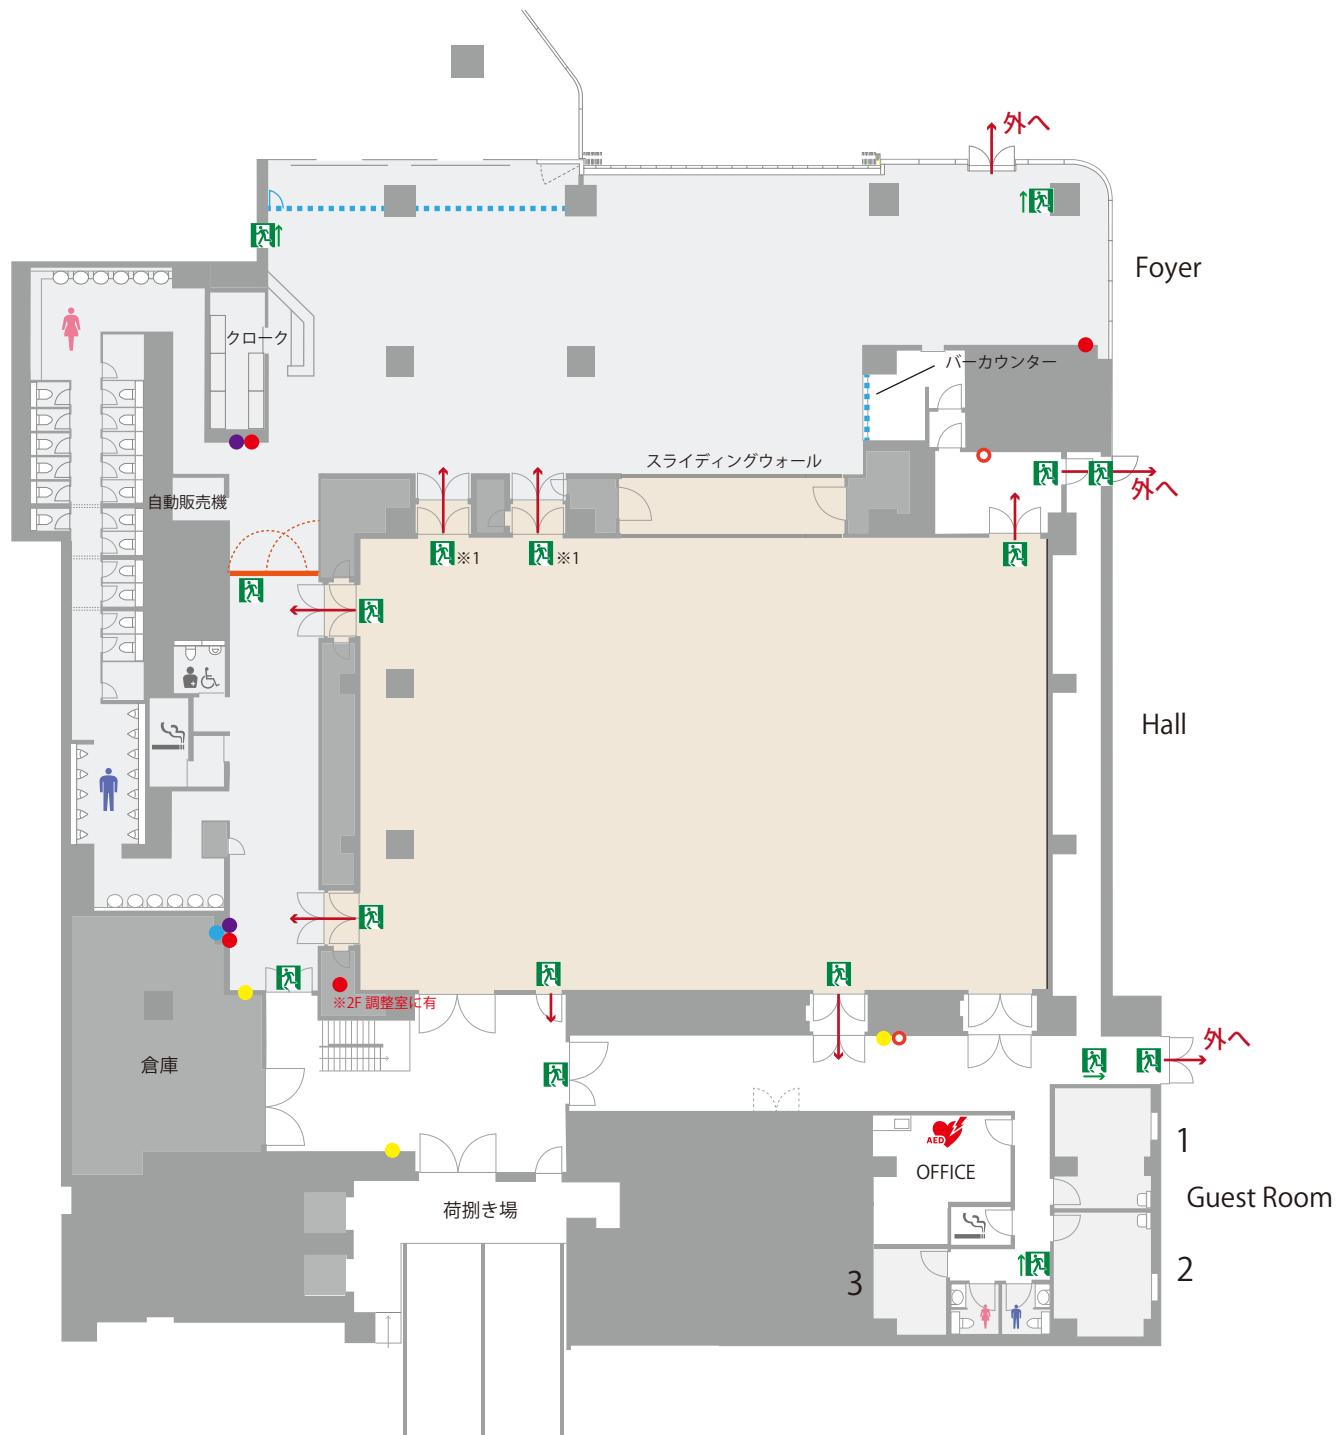 外へ
Foyer
クローク
バーカウンター
スライディングウォール
外へ
自動販売機
※1
※1
Hall
※2F 調整室に有
外へ
倉庫
AED
OFFICE
1
荷捌き場
Guest Room
2
3